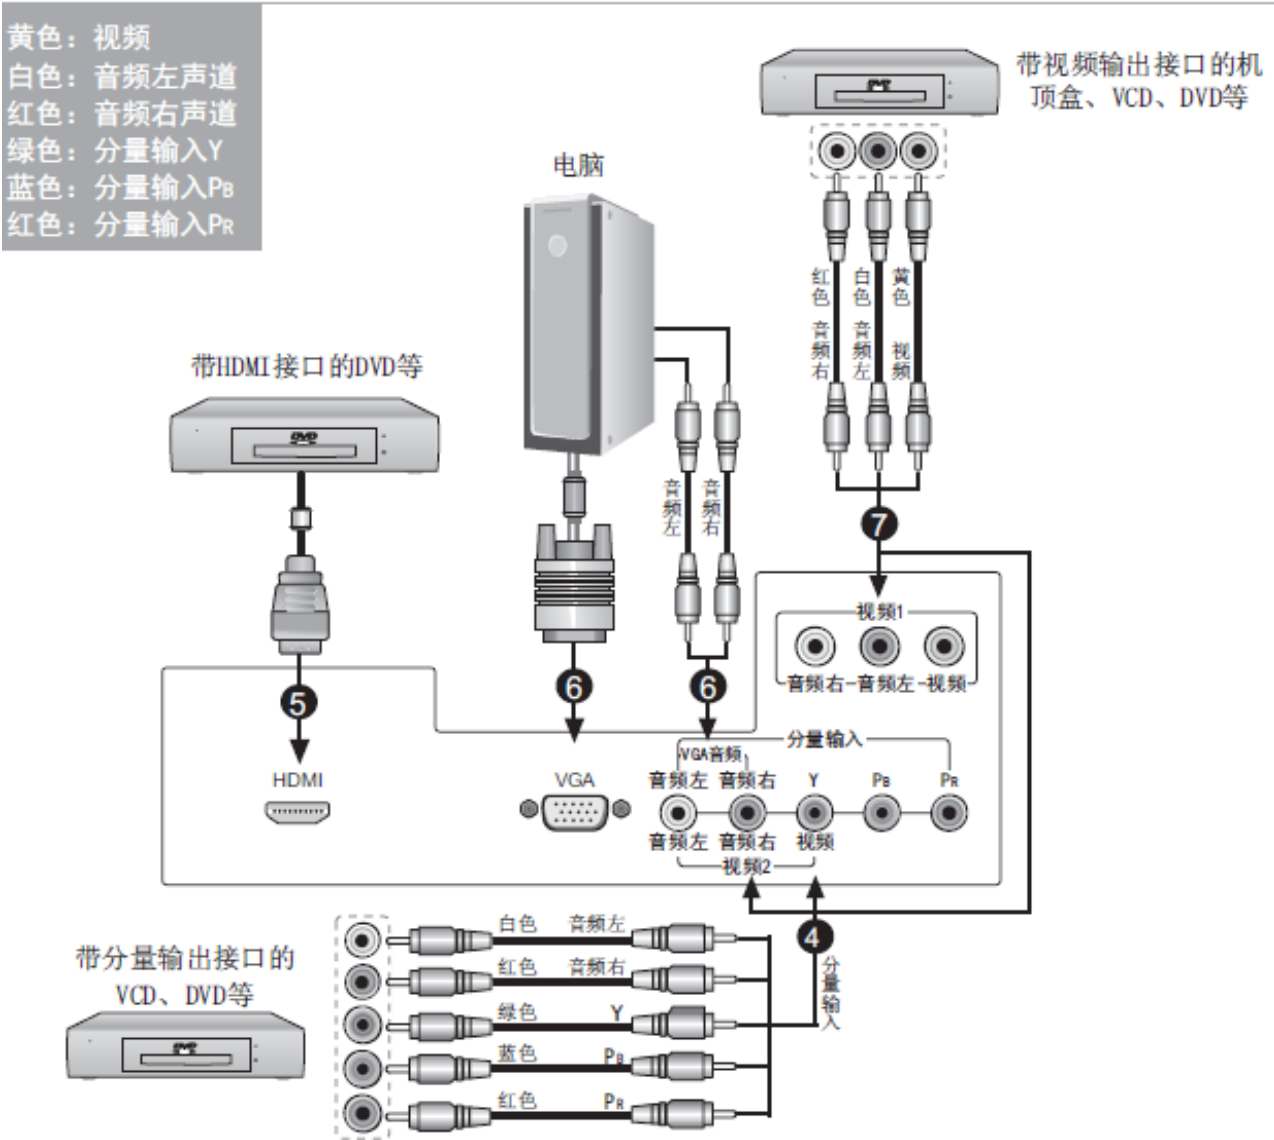 黄色：视频
白色：音频左声道
红色：音频右声道
绿色：分量输入Y
蓝色：分量输入PB
红色：分量输入PR
带视频输出接口的机
顶盒、VCD、DVD等
DVD
电脑
红色 音频右
白色 音频左
黄色 视频
带HDMI接口的DVD等
DVD
音频左
音频右
7
视频1
音频右 音频左 视频
5
6
6
分量输入
VGA音频
HDMI
VGA
音频左 音频右 Y PB PR
音频左 音频右 视频
视频2
4
分量输入
带分量输出接口的
VCD、DVD等
DVD
白色 音频左
红色 音频右
绿色 Y
蓝色 PB
红色 PR